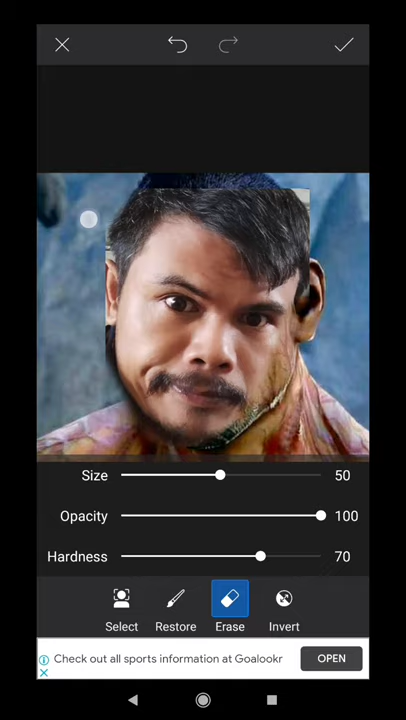 Size 50
Opacity 100
Hardness 70
Select Restore Erase Invert
Check out all sports information at Goalookr OPEN